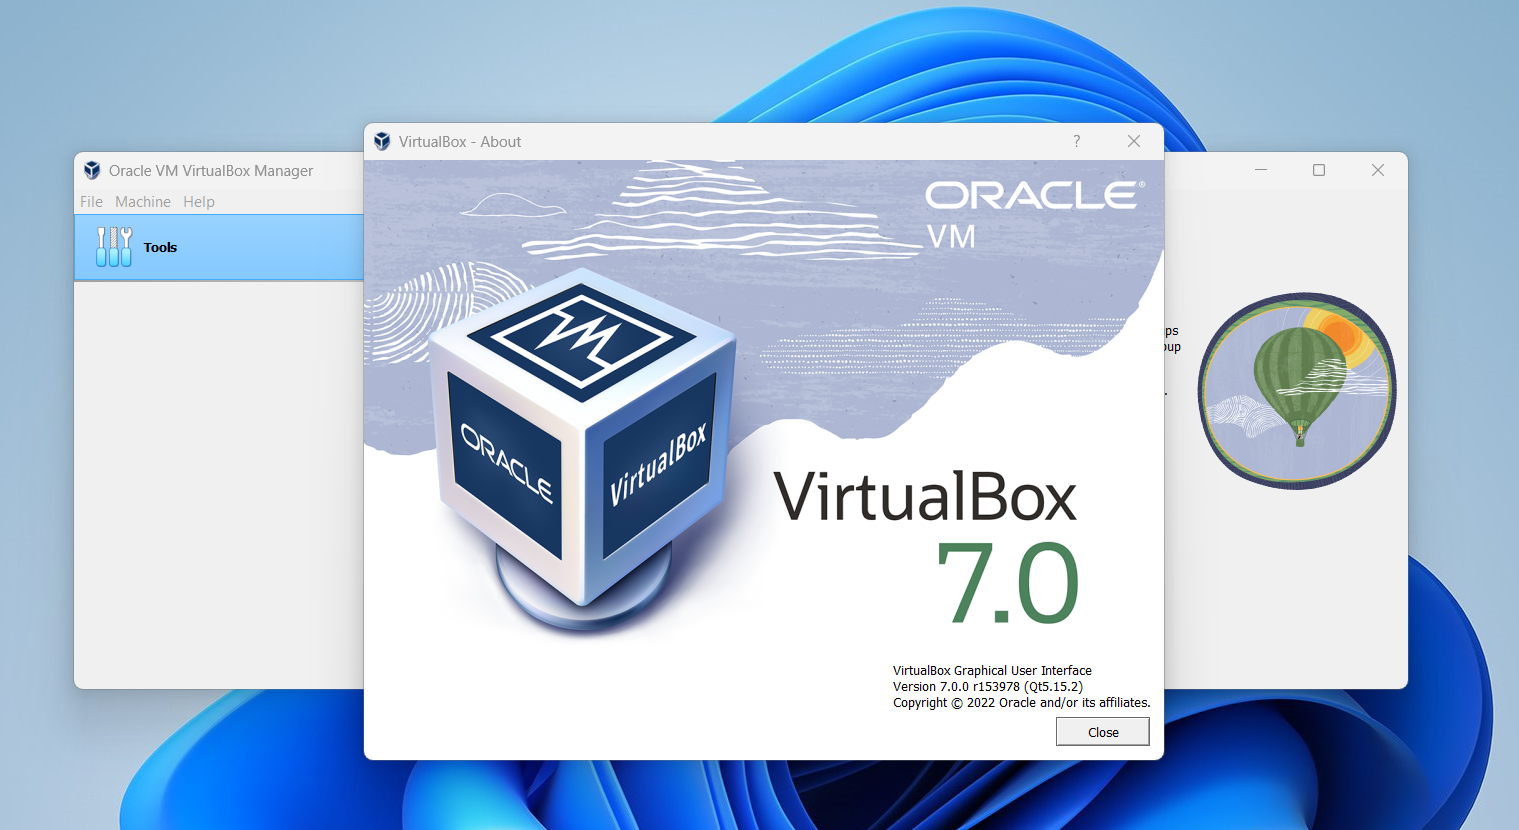 VirtualBox - About
?
Oracle VM VirtualBox Manager
File Machine Help
Tools
ORACLE®
VM
ORACLE
VirtualBox
VirtualBox
7.0
VirtualBox Graphical User Interface
Version 7.0.0 r153978 (Qt5.15.2)
Copyright © 2022 Oracle and/or its affiliates.
Close